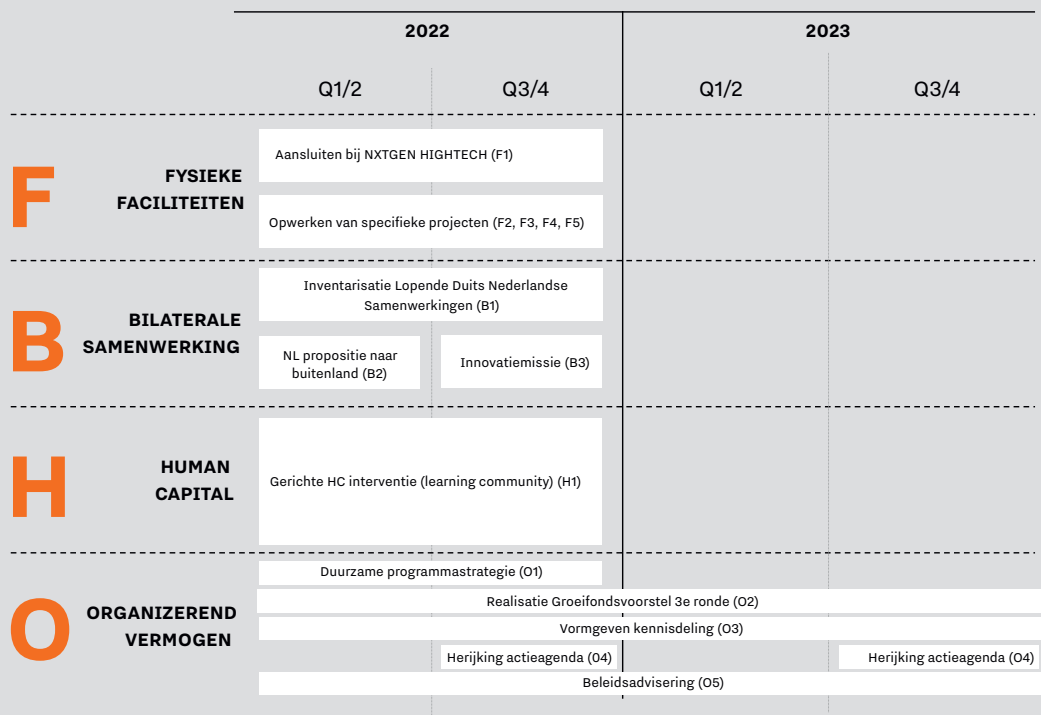 2022
2023
Q1/2
Q3/4
Q1/2
Q3/4
F
FYSIEKE
FACILITEITEN
Aansluiten bij NXTGEN HIGHTECH (F1)
Opwerken van specifieke projecten (F2, F3, F4, F5)
B
BILATERALE
SAMENWERKING
Inventarisatie Lopende Duits Nederlandse
Samenwerkingen (B1)
NL propositie naar
buitenland (B2)
Innovatiemissie (B3)
H
HUMAN
CAPITAL
Gerichte HC interventie (learning community) (H1)
O
ORGANIZEREND
VERMOGEN
Duurzame programmastrategie (O1)
Realisatie Groeifondsvoorstel 3e ronde (O2)
Vormgeven kennisdeling (O3)
Herijking actieagenda (O4)
Herijking actieagenda (O4)
Beleidsadvisering (O5)